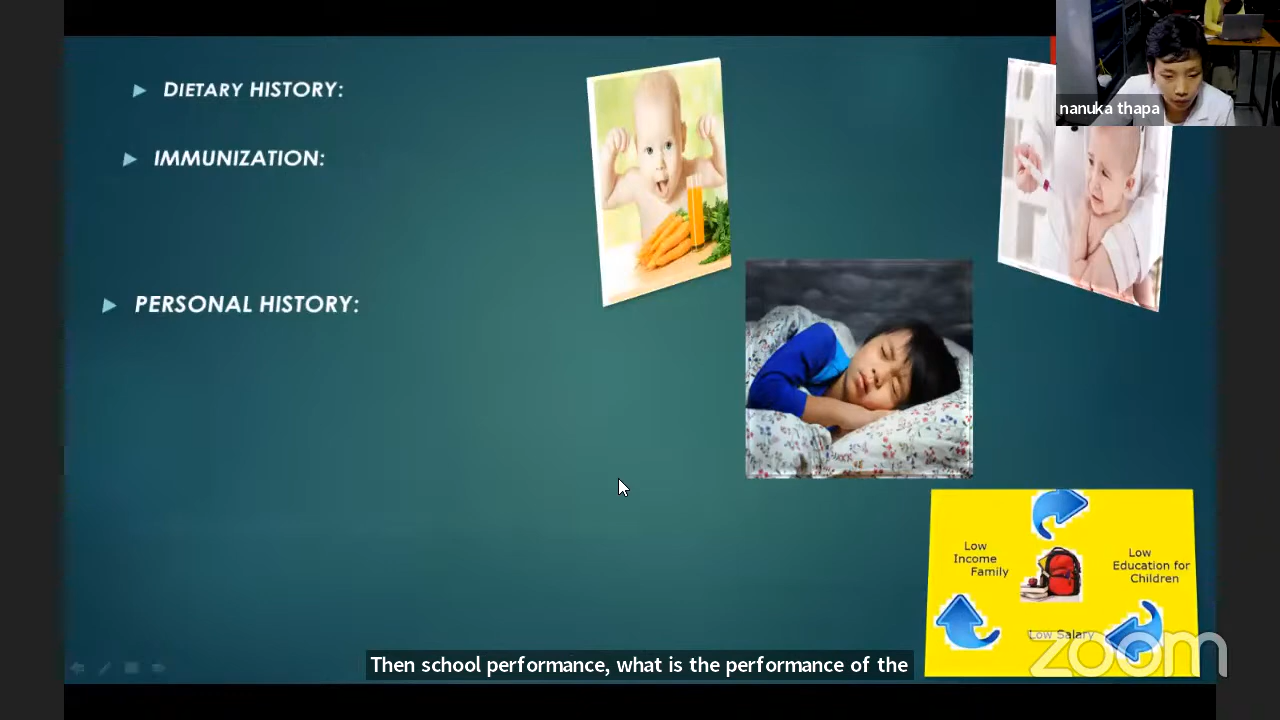 DIETARY HISTORY:
nanuka thapa
IMMUNIZATION:
PERSONAL HISTORY:
Low
Income
Family
Low
Education for
Children
Low Salary
zoom
Then school performance, what is the performance of the